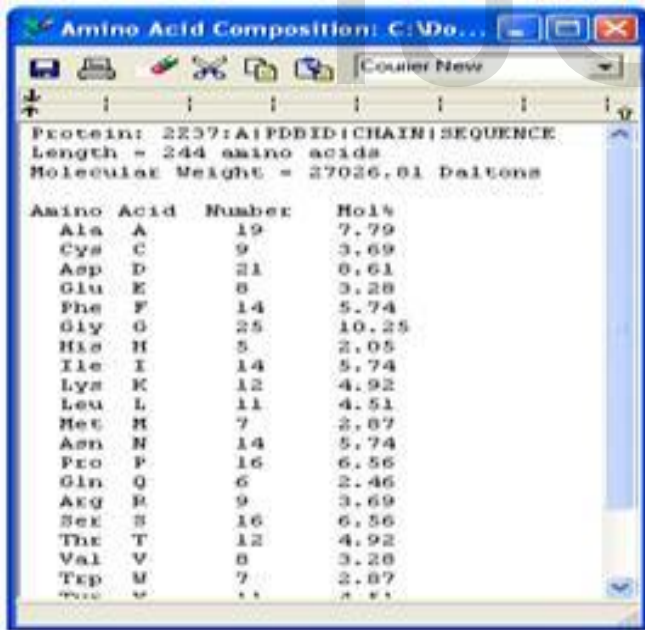 Amino Acid Composition: C:\Do...
Courier New
Protein: 2Z37:A|PDBID|CHAIN|SEQUENCE
Length = 244 amino acids
Molecular Weight = 27026.81 Daltons
Amino Acid Number Mol%
Ala A 19 7.79
Cys C 9 3.69
Asp D 21 8.61
Glu E 8 3.28
Phe F 14 5.74
Gly G 25 10.25
His H 5 2.05
Ile I 14 5.74
Lys K 12 4.92
Leu L 11 4.51
Met M 7 2.87
Asn N 14 5.74
Pro P 16 6.56
Gln Q 6 2.46
Arg R 9 3.69
Ser S 16 6.56
Thr T 12 4.92
Val V 8 3.28
Trp W 7 2.87